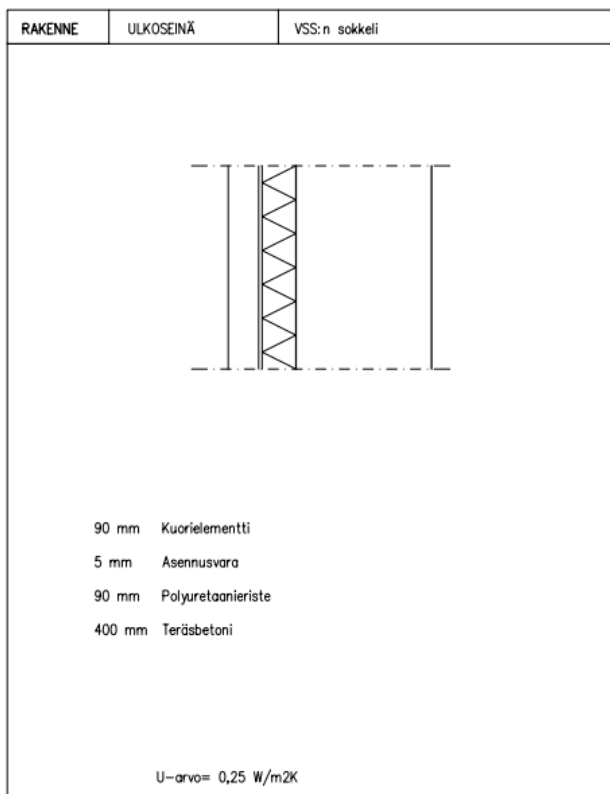 RAKENNE ULKOSEINÄ VSS:n sokkeli
90 mm Kuorielementti
5 mm Asennusvara
90 mm Polyuretaanieriste
400 mm Teräsbetoni
U-arvo= 0,25 W/m2K